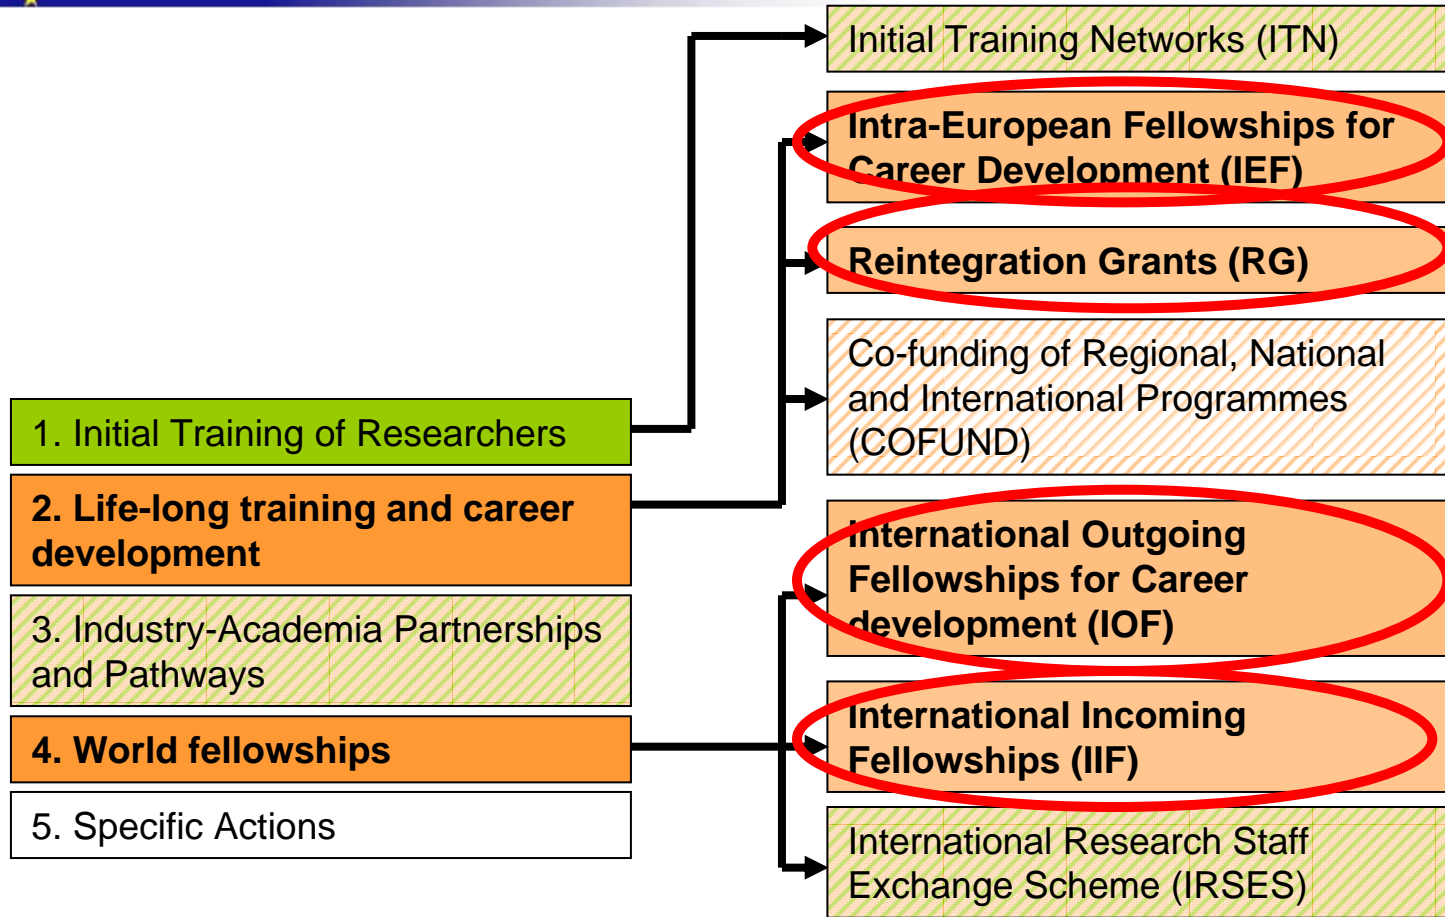 Initial Training Networks (ITN)
Intra-European Fellowships for
Career Development (IEF)
Reintegration Grants (RG)
Co-funding of Regional, National
and International Programmes
(COFUND)
1. Initial Training of Researchers
2. Life-long training and career
development
3. Industry-Academia Partnerships
and Pathways
4. World fellowships
5. Specific Actions
International Outgoing
Fellowships for Career
development (IOF)
International Incoming
Fellowships (IIF)
International Research Staff
Exchange Scheme (IRSES)